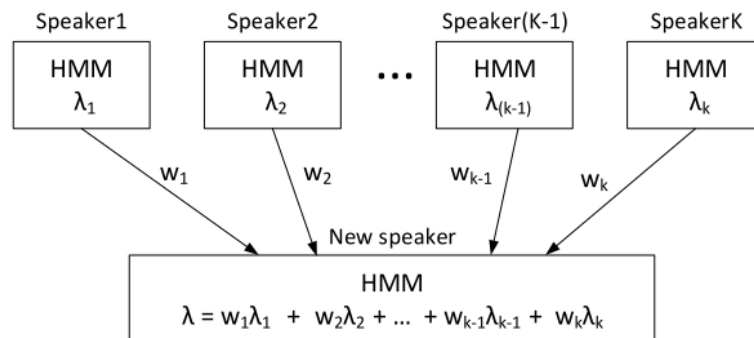 Speaker1 Speaker2 Speaker(K-1) SpeakerK
HMM HMM ... HMM HMM
λ₁ λ₂ λ₍ₖ₋₁₎ λₖ
w₁ w₂ wₖ₋₁ wₖ
New speaker
HMM
λ = w₁λ₁ + w₂λ₂ + ... + wₖ₋₁λₖ₋₁ + wₖλₖ